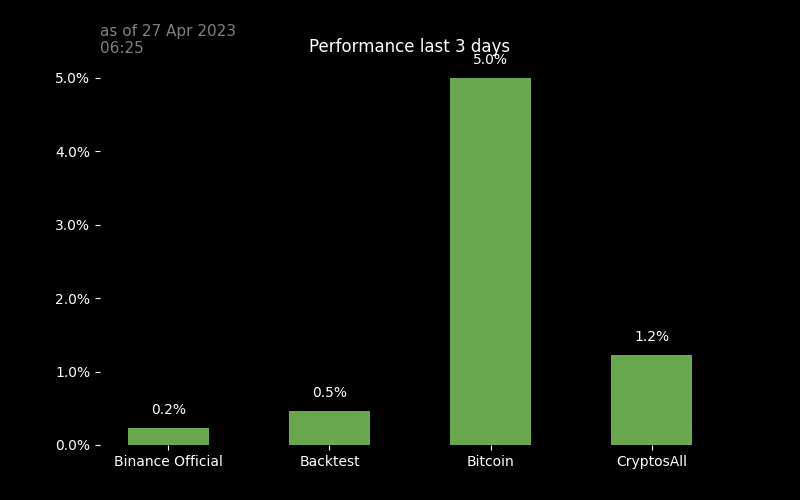 as of 27 Apr 2023
06:25
Performance last 3 days
5.0%
5.0%
4.0%
3.0%
2.0%
1.2%
1.0%
0.5%
0.2%
0.0%
Binance Official
Backtest
Bitcoin
CryptosAll